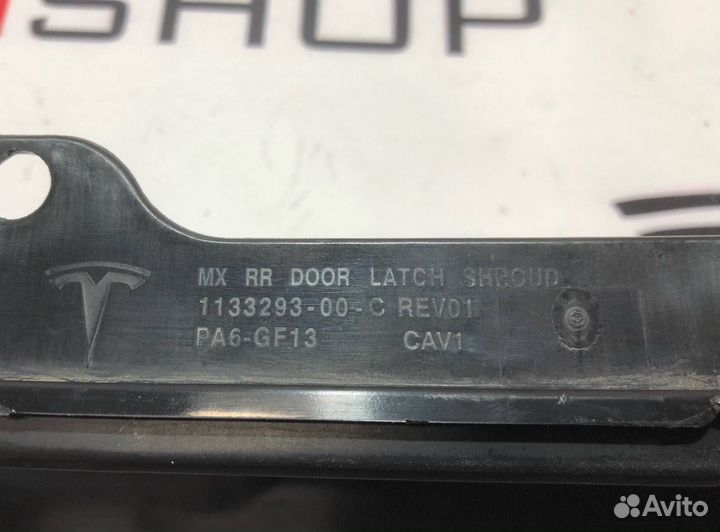 SHOP
MX RR DOOR LATCH SHROUD
1133293-00-C REV01
PA6-GF13 CAV1
Avito